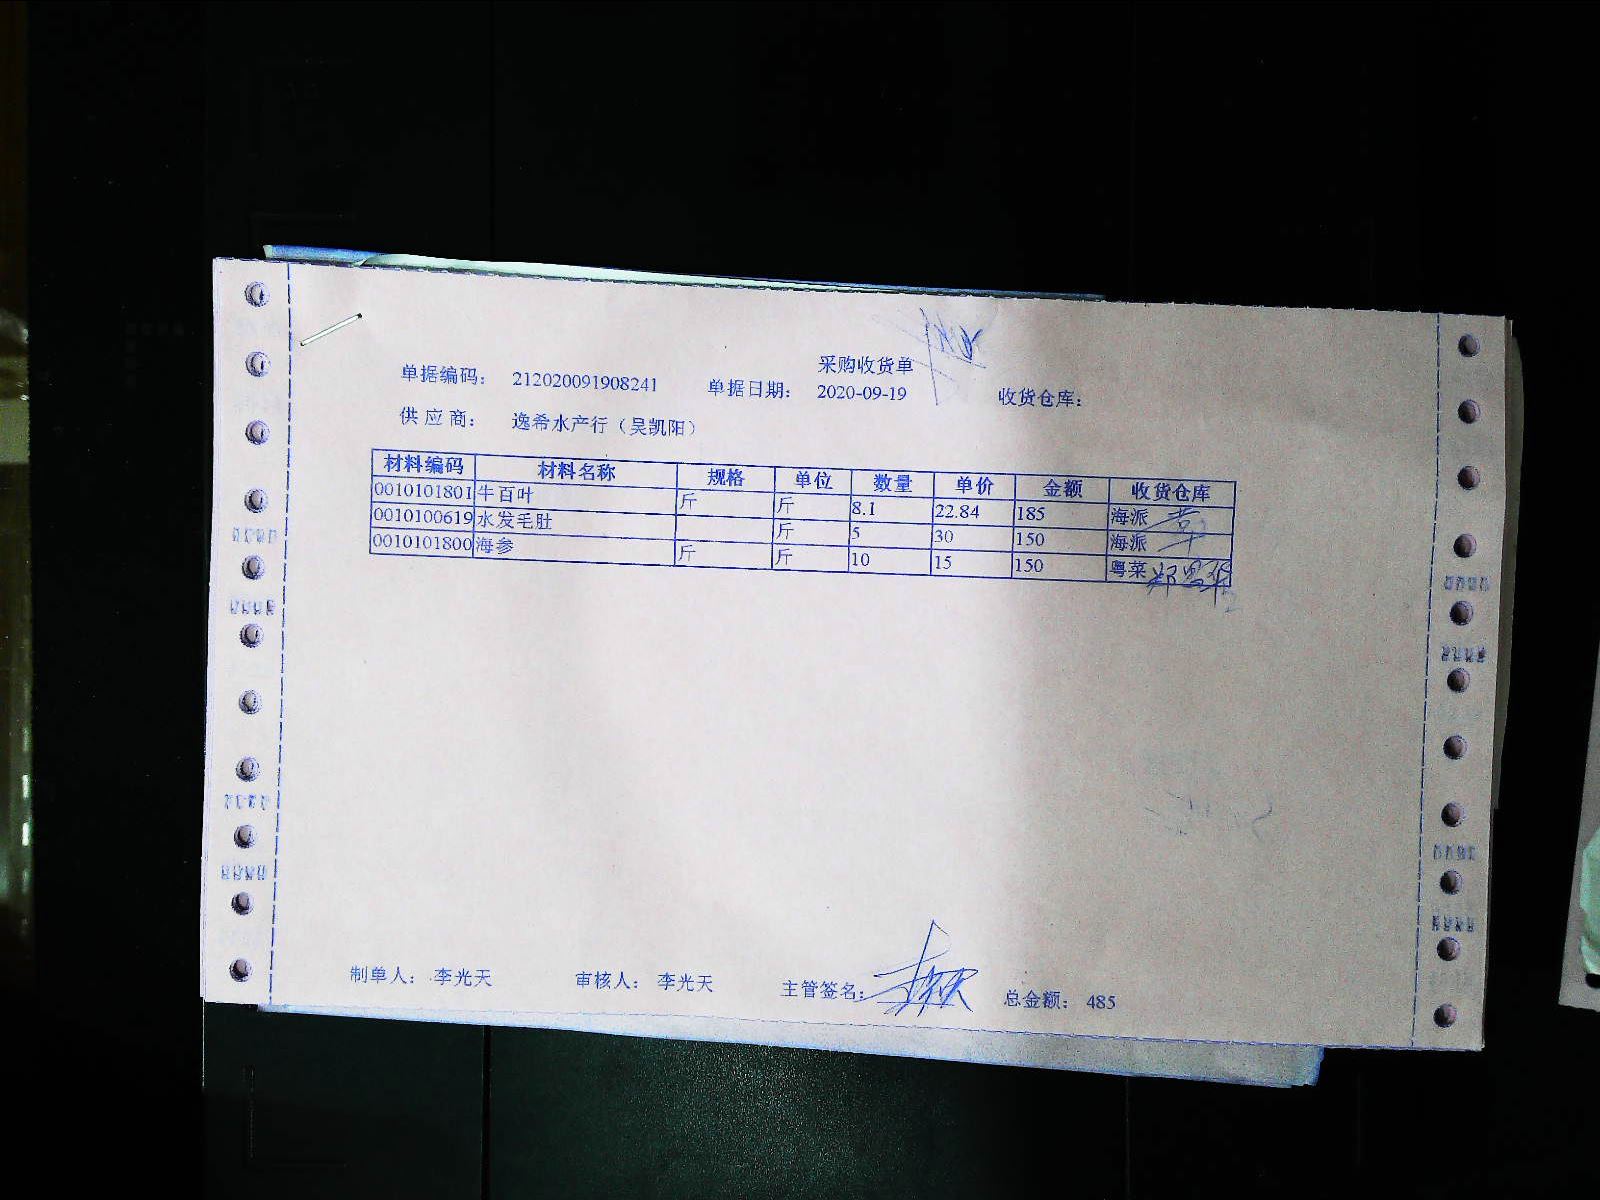 采购收货单
单据编码： 212020091908241 单据日期： 2020-09-19 收货仓库：
供 应 商： 逸希水产行（吴凯阳）
材料编码 材料名称 规格 单位 数量 单价 金额 收货仓库
0010101801 牛百叶 斤 斤 8.1 22.84 185 海派
0010100619 水发毛肚 斤 5 30 150 海派
0010101800 海参 斤 斤 10 15 150 粤菜
制单人： 李光天 审核人： 李光天 主管签名： 总金额： 485